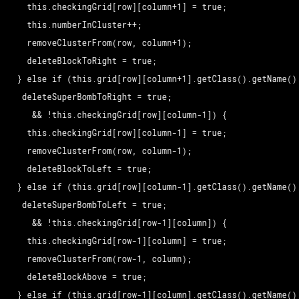 this.checkingGrid[row][column+1] = true;
this.numberInCluster++;
removeClusterFrom(row, column+1);
deleteBlockToRight = true;
} else if (this.grid[row][column+1].getClass().getName()
deleteSuperBombToRight = true;
&& !this.checkingGrid[row][column-1]) {
this.checkingGrid[row][column-1] = true;
removeClusterFrom(row, column-1);
deleteBlockToLeft = true;
} else if (this.grid[row][column-1].getClass().getName()
deleteSuperBombToLeft = true;
&& !this.checkingGrid[row-1][column]) {
this.checkingGrid[row-1][column] = true;
removeClusterFrom(row-1, column);
deleteBlockAbove = true;
} else if (this.grid[row-1][column].getClass().getName()